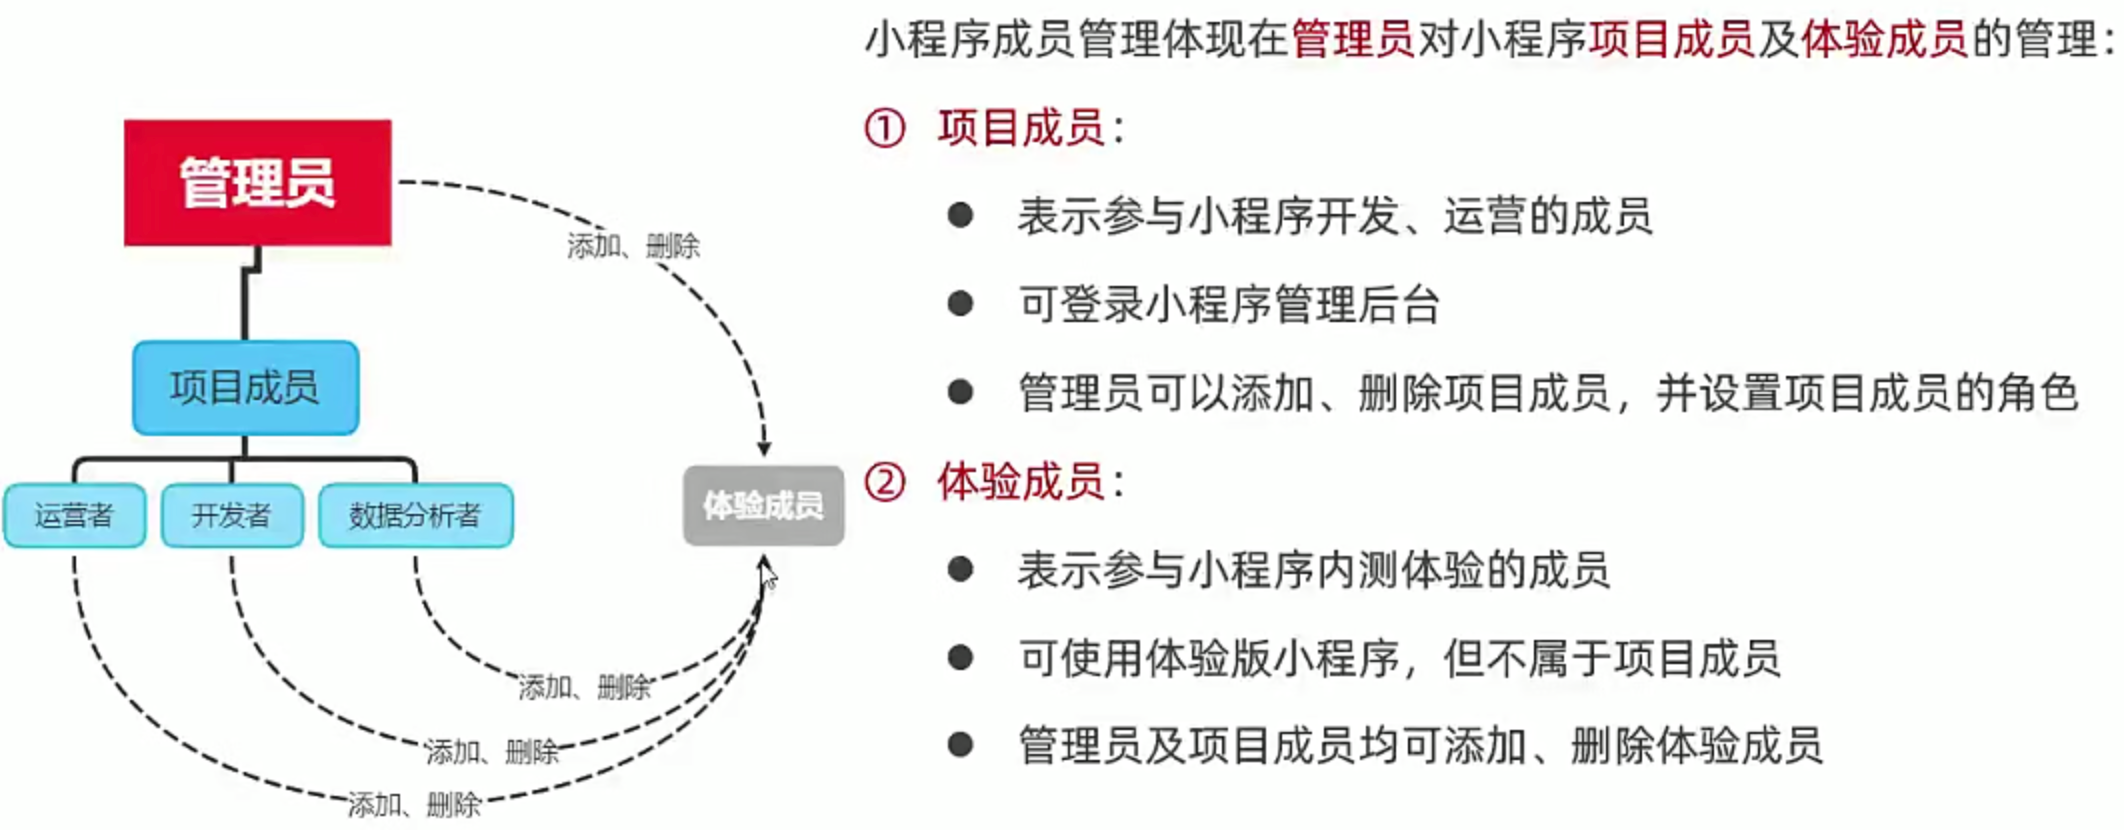 小程序成员管理体现在管理员对小程序项目成员及体验成员的管理：
① 项目成员：
● 表示参与小程序开发、运营的成员
● 可登录小程序管理后台
● 管理员可以添加、删除项目成员，并设置项目成员的角色
② 体验成员：
● 表示参与小程序内测体验的成员
● 可使用体验版小程序，但不属于项目成员
● 管理员及项目成员均可添加、删除体验成员
管理员
添加、删除
项目成员
运营者
开发者
数据分析者
体验成员
添加、删除
添加、删除
添加、删除